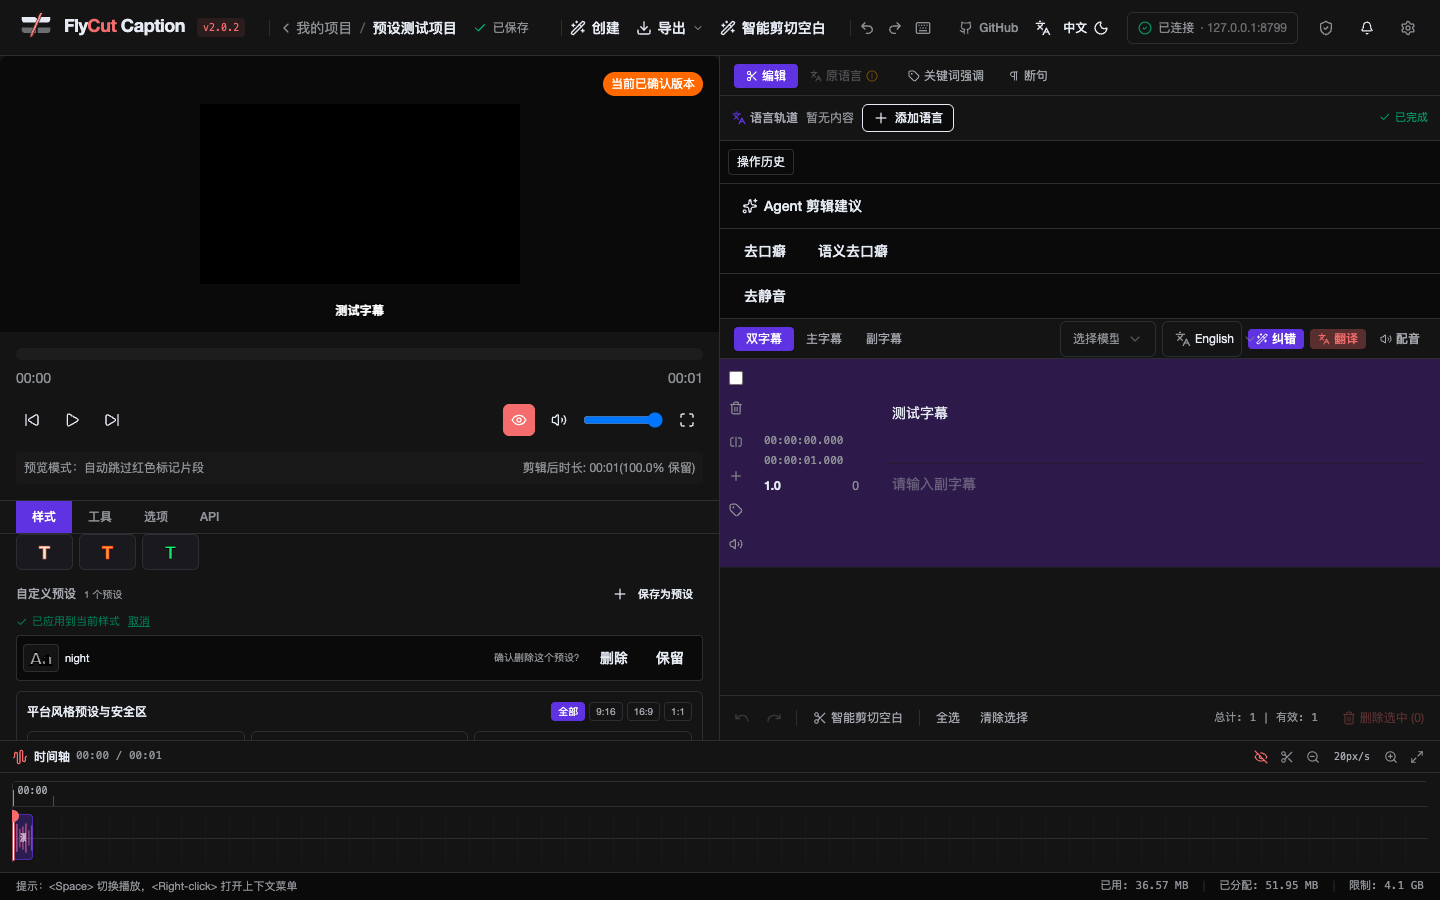 FlyCut Caption v2.0.2 我的项目 / 预设测试项目 已保存 创建 导出 智能剪切空白 GitHub 中文 已连接 · 127.0.0.1:8799
当前已确认版本
测试字幕
00:00 00:01
预览模式：自动跳过红色标记片段 剪辑后时长: 00:01(100.0% 保留)
样式 工具 选项 API
T T T
自定义预设 1 个预设 保存为预设
已应用到当前样式 取消
Aa night 确认删除这个预设? 删除 保留
平台风格预设与安全区 全部 9:16 16:9 1:1
编辑 原语言 关键词强调 断句
语言轨道 暂无内容 添加语言 已完成
操作历史
Agent 剪辑建议
去口癖 语义去口癖
去静音
双字幕 主字幕 副字幕 选择模型 English 纠错 翻译 配音
测试字幕
00:00:00.000
00:00:01.000
1.0 0 请输入副字幕
智能剪切空白 全选 清除选择 总计: 1 | 有效: 1 删除选中 (0)
时间轴 00:00 / 00:01 20px/s
00:00
提示: <Space> 切换播放, <Right-click> 打开上下文菜单 已用: 36.57 MB 已分配: 51.95 MB 限制: 4.1 GB